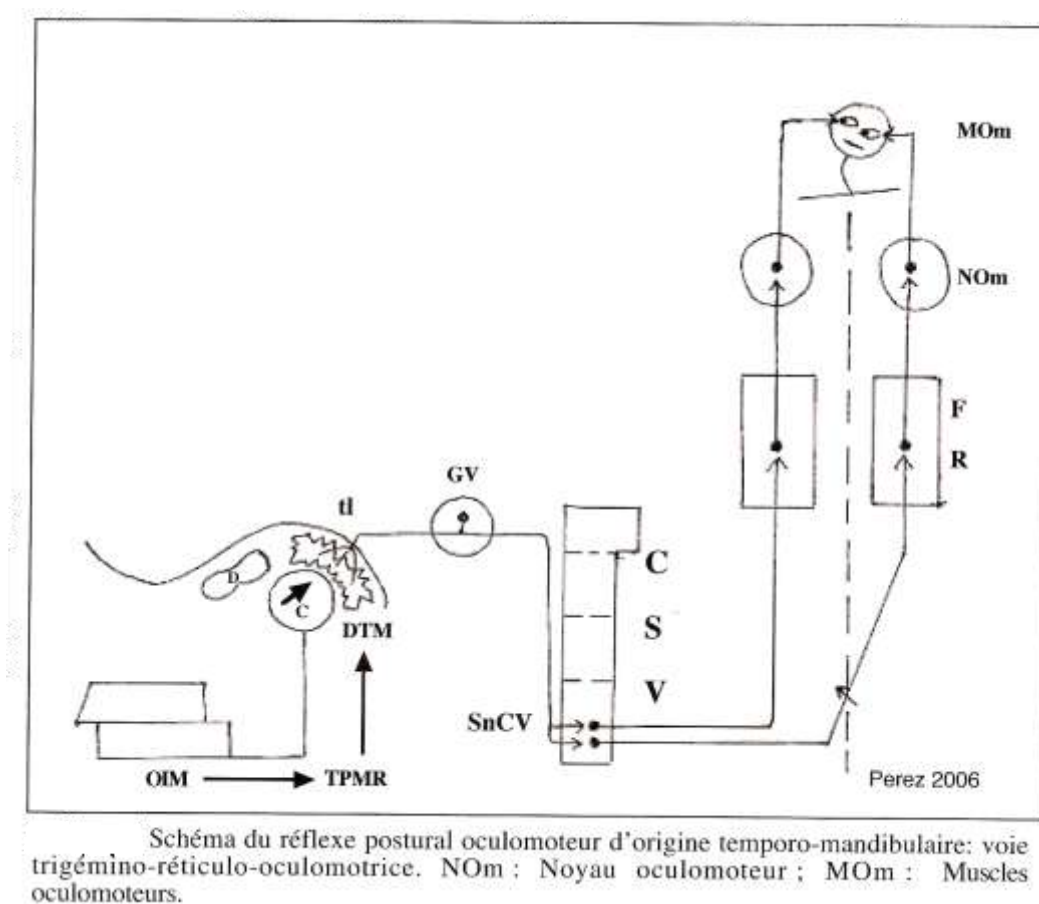 MOm
NOm
F
R
GV
tl
D
C
DTM
C
S
V
SnCV
OIM
TPMR
Perez 2006
Schéma du réflexe postural oculomoteur d'origine temporo-mandibulaire: voie
trigémino-réticulo-oculomotrice. NOm : Noyau oculomoteur ; MOm : Muscles
oculomoteurs.